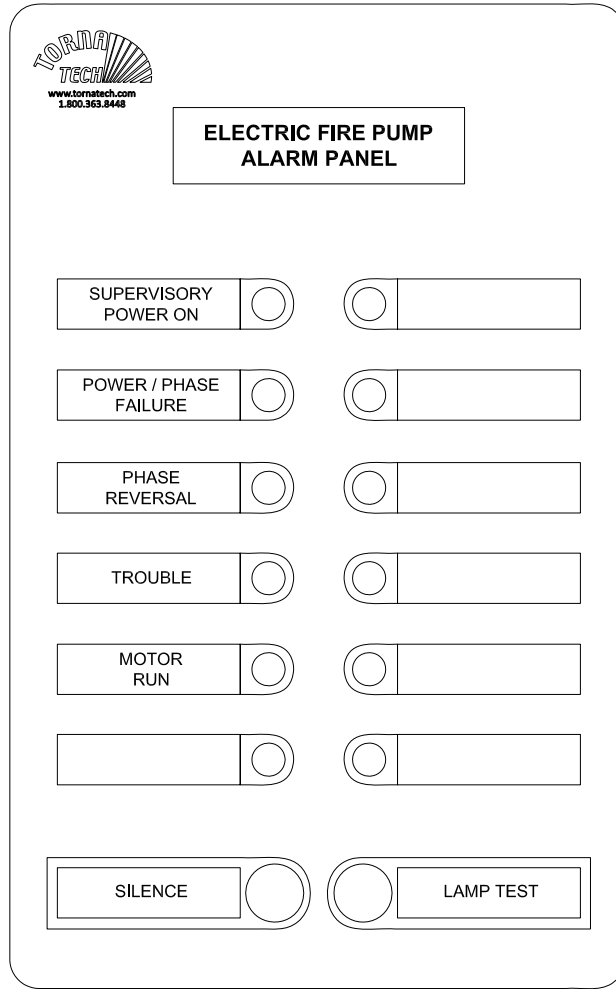 TORNA
TECH
www.tornatech.com
1.800.363.8448
ELECTRIC FIRE PUMP
ALARM PANEL
SUPERVISORY
POWER ON
POWER / PHASE
FAILURE
PHASE
REVERSAL
TROUBLE
MOTOR
RUN
SILENCE
LAMP TEST